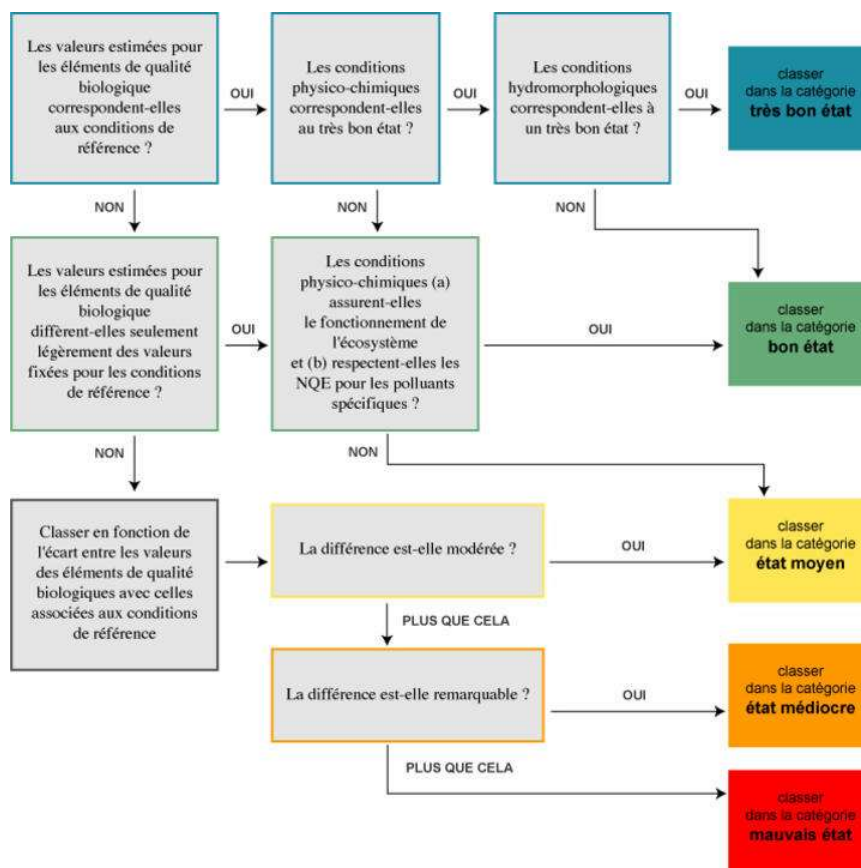 Les valeurs estimées pour
les éléments de qualité
biologique
correspondent-elles
aux conditions de
référence ?
OUI
Les conditions
physico-chimiques
correspondent-elles
au très bon état ?
OUI
Les conditions
hydromorphologiques
correspondent-elles à
un très bon état ?
OUI
classer
dans la catégorie
très bon état
NON
NON
NON
Les valeurs estimées pour
les éléments de qualité
biologique
diffèrent-elles seulement
légèrement des valeurs
fixées pour les conditions
de référence ?
OUI
Les conditions
physico-chimiques (a)
assurent-elles
le fonctionnement de
l'écosystème
et (b) respectent-elles les
NQE pour les polluants
spécifiques ?
OUI
classer
dans la catégorie
bon état
NON
NON
Classer en fonction de
l'écart entre les valeurs
des éléments de qualité
biologiques avec celles
associées aux conditions
de référence
La différence est-elle modérée ?
OUI
classer
dans la catégorie
état moyen
PLUS QUE CELA
La différence est-elle remarquable ?
OUI
classer
dans la catégorie
état médiocre
PLUS QUE CELA
classer
dans la catégorie
mauvais état